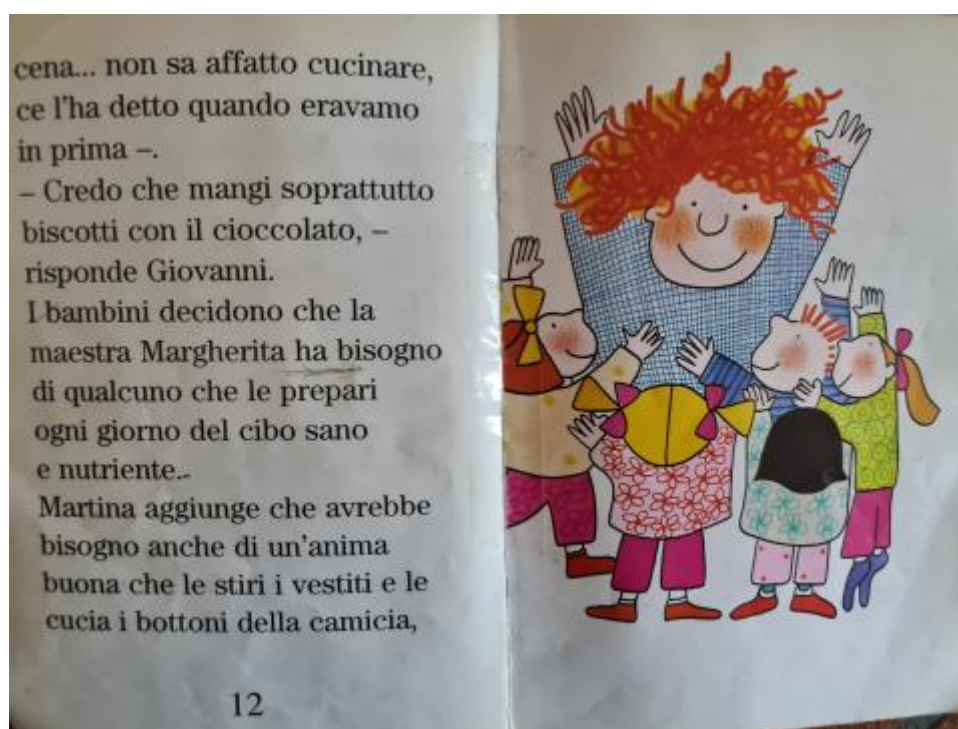 cena... non sa affatto cucinare,
ce l'ha detto quando eravamo
in prima –.
– Credo che mangi soprattutto
biscotti con il cioccolato, –
risponde Giovanni.
I bambini decidono che la
maestra Margherita ha bisogno
di qualcuno che le prepari
ogni giorno del cibo sano
e nutriente..
Martina aggiunge che avrebbe
bisogno anche di un'anima
buona che le stiri i vestiti e le
cucia i bottoni della camicia,
12